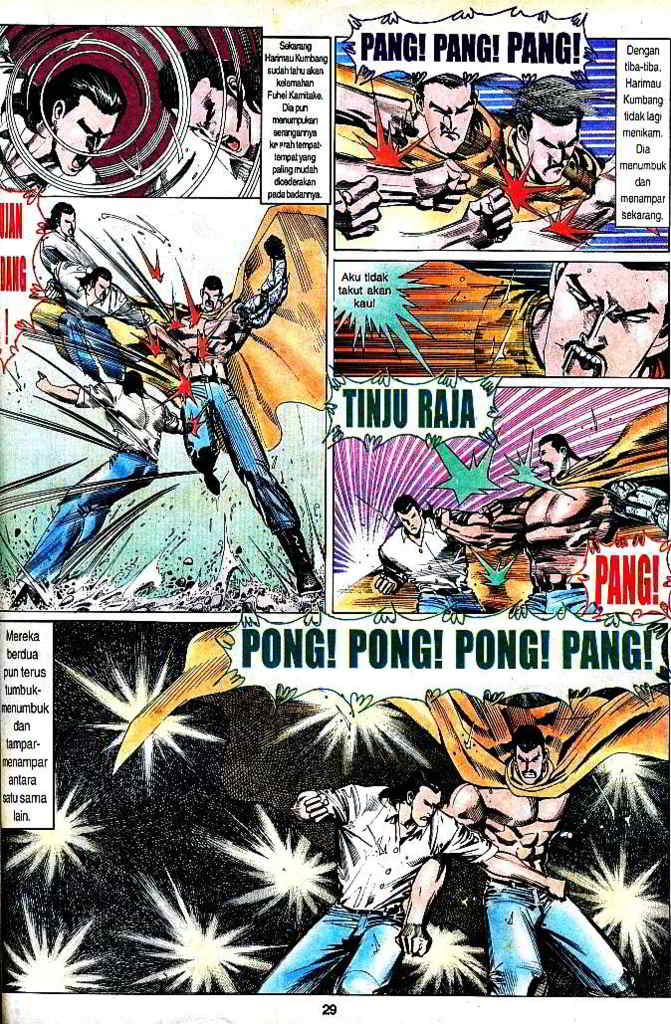 Sekarang
Harimau Kumbang
sudah tahu akan
kelemahan
Fuhei Kamitake.
Dia pun
menumpukan
serangannya
ke arah tempat-
tempat yang
paling mudah
dicederakan
pada badannya.
PANG! PANG! PANG!
Dengan
tiba-tiba,
Harimau
Kumbang
tidak lagi
menikam.
Dia
menumbuk
dan
menampar
sekarang.
UJAN
DANG
!
Aku tidak
takut akan
kau!
TINJU RAJA
PANG!
Mereka
berdua
pun terus
tumbuk-
menumbuk
dan
tampar-
menampar
antara
satu sama
lain.
PONG! PONG! PONG! PANG!
29